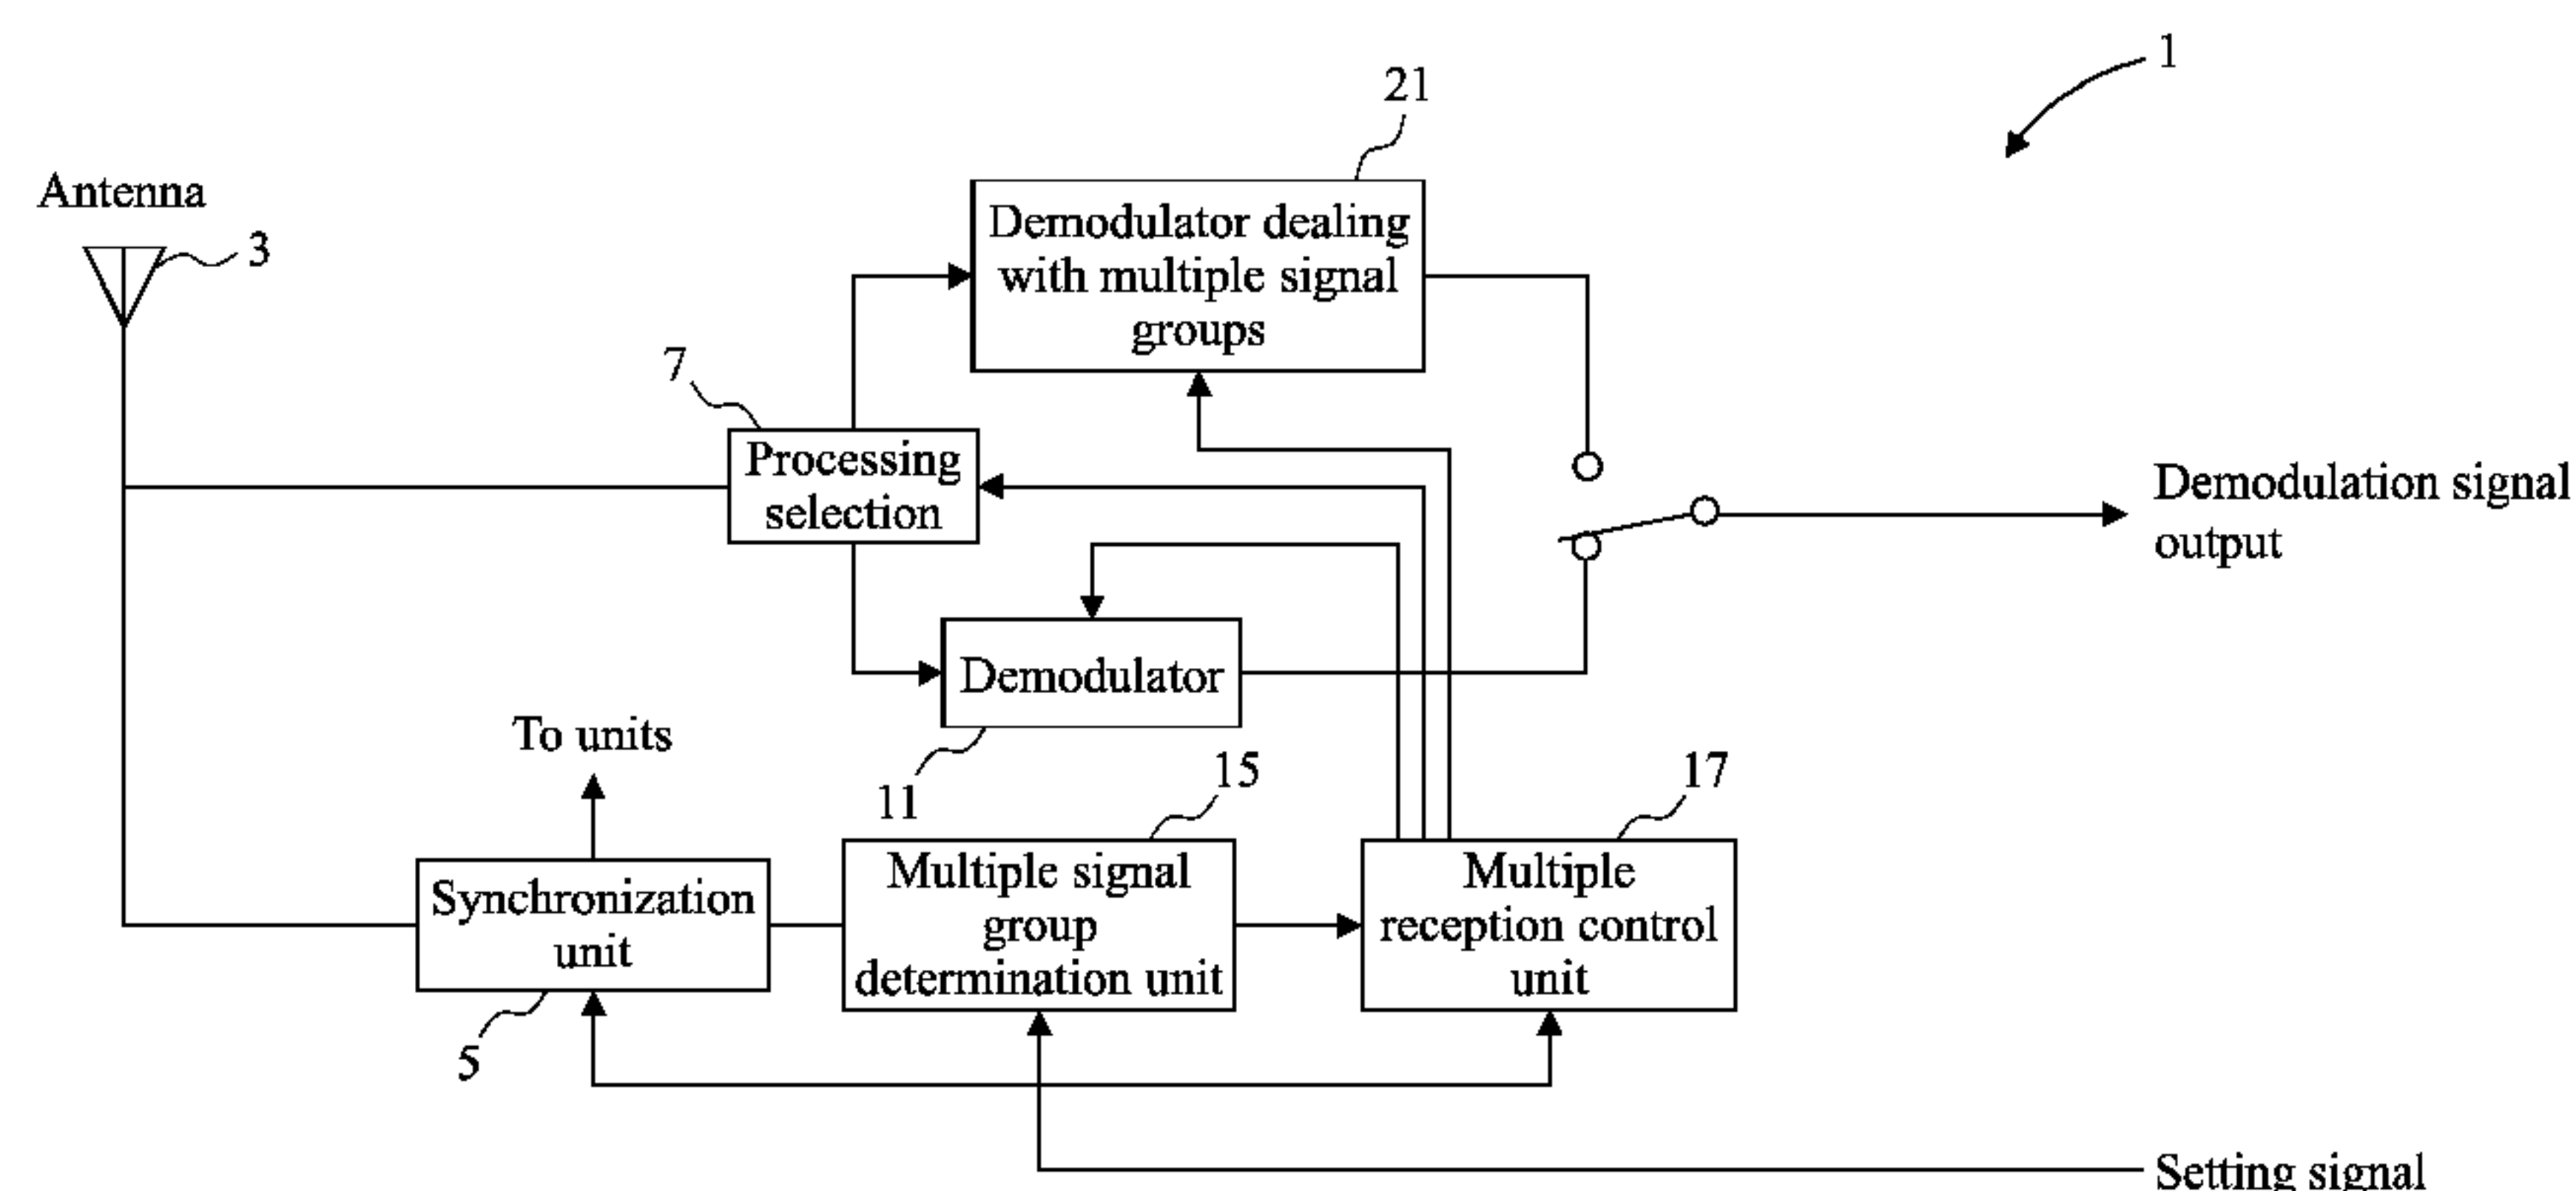 1
21
Antenna
3
Demodulator dealing
with multiple signal
groups
7
Processing
selection
Demodulation signal
output
Demodulator
11
To units
15
17
Synchronization
unit
5
Multiple signal
group
determination unit
Multiple
reception control
unit
Setting signal